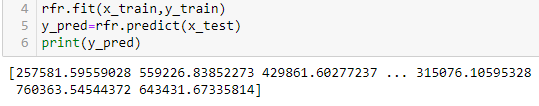 4 rfr.fit(x_train,y_train)
5 y_pred=rfr.predict(x_test)
6 print(y_pred)
[257581.59559028 559226.83852273 429861.60277237 ... 315076.10595328
760363.54544372 643431.67335814]